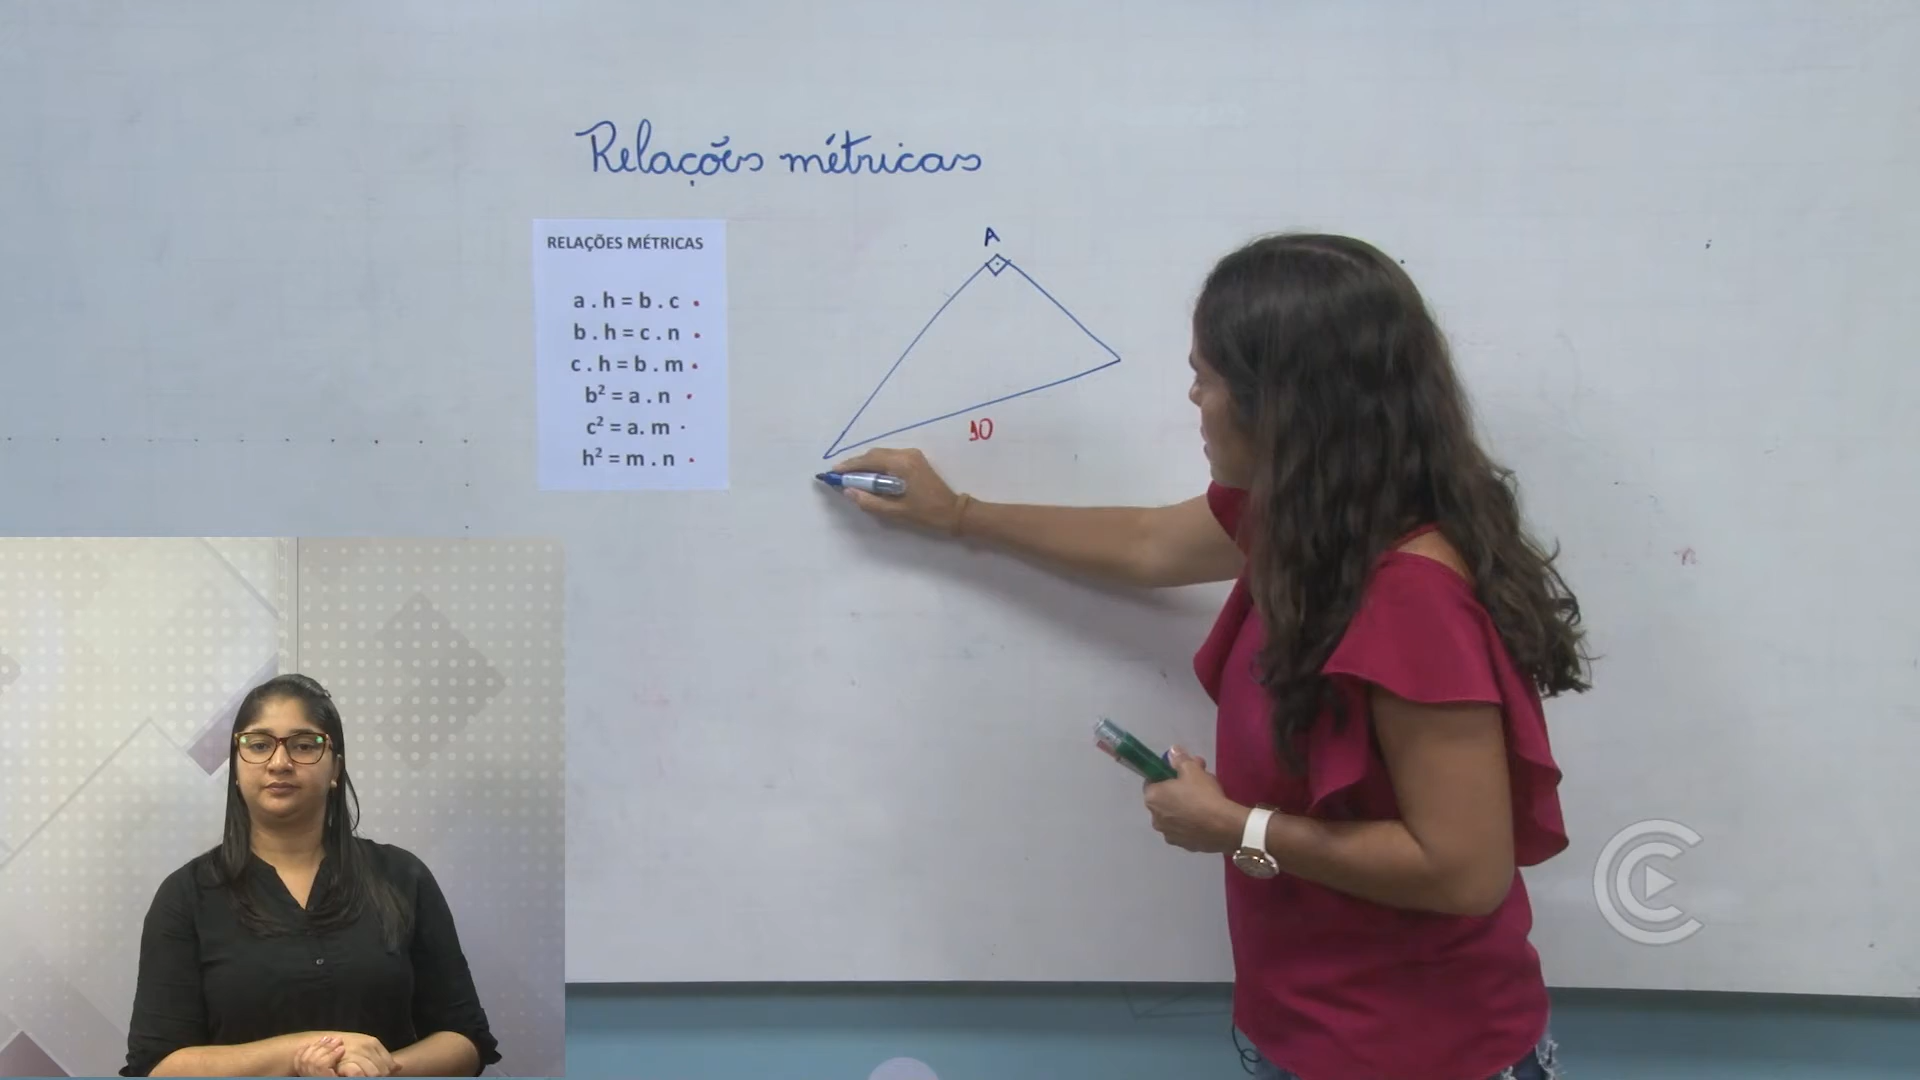 Relações métricas
RELAÇÕES MÉTRICAS
a . h = b . c
b . h = c . n
c . h = b . m
b² = a . n
c² = a. m
h² = m . n
A
10